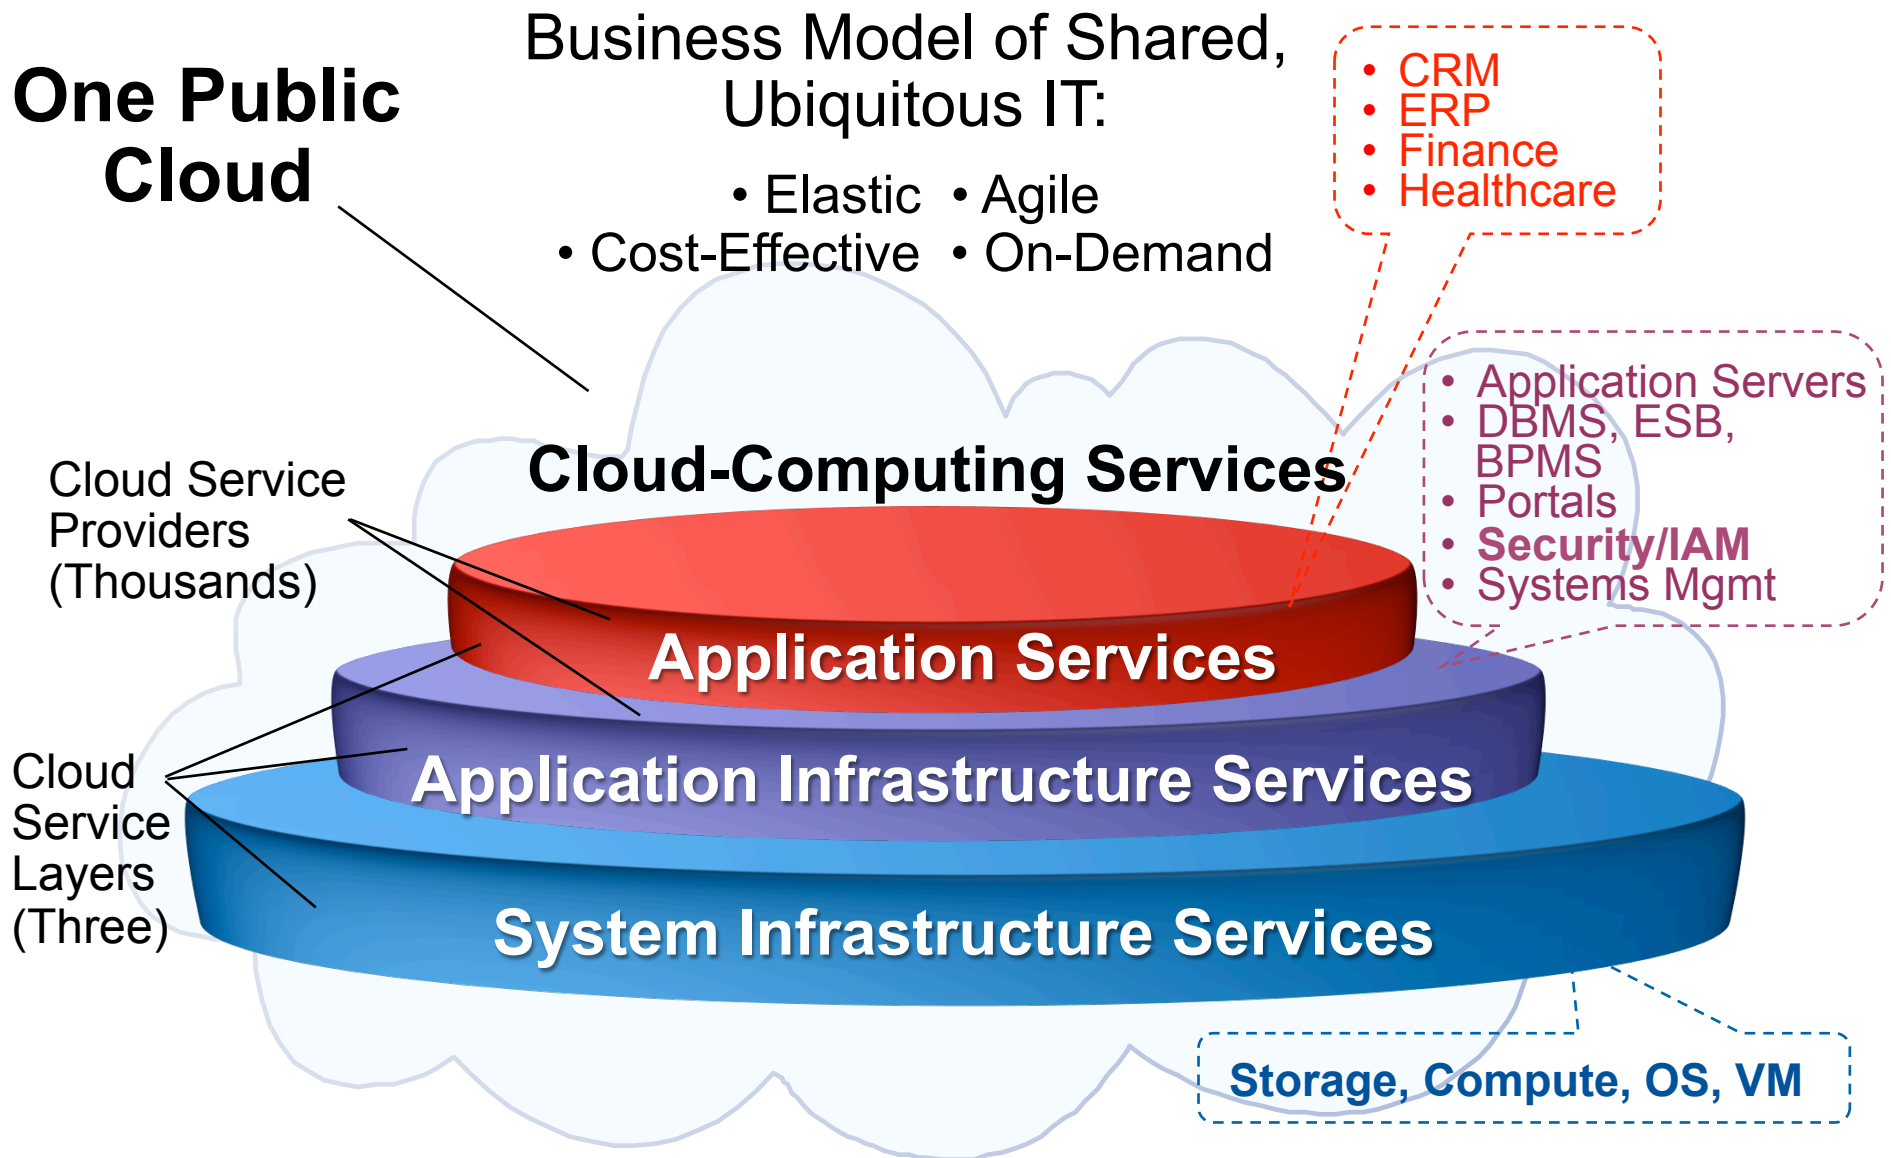 One Public
Cloud
Business Model of Shared,
Ubiquitous IT:
• Elastic • Agile
• Cost-Effective • On-Demand
• CRM
• ERP
• Finance
• Healthcare
• Application Servers
• DBMS, ESB,
BPMS
• Portals
• Security/IAM
• Systems Mgmt
Cloud-Computing Services
Cloud Service
Providers
(Thousands)
Application Services
Application Infrastructure Services
Cloud
Service
Layers
(Three)
System Infrastructure Services
Storage, Compute, OS, VM